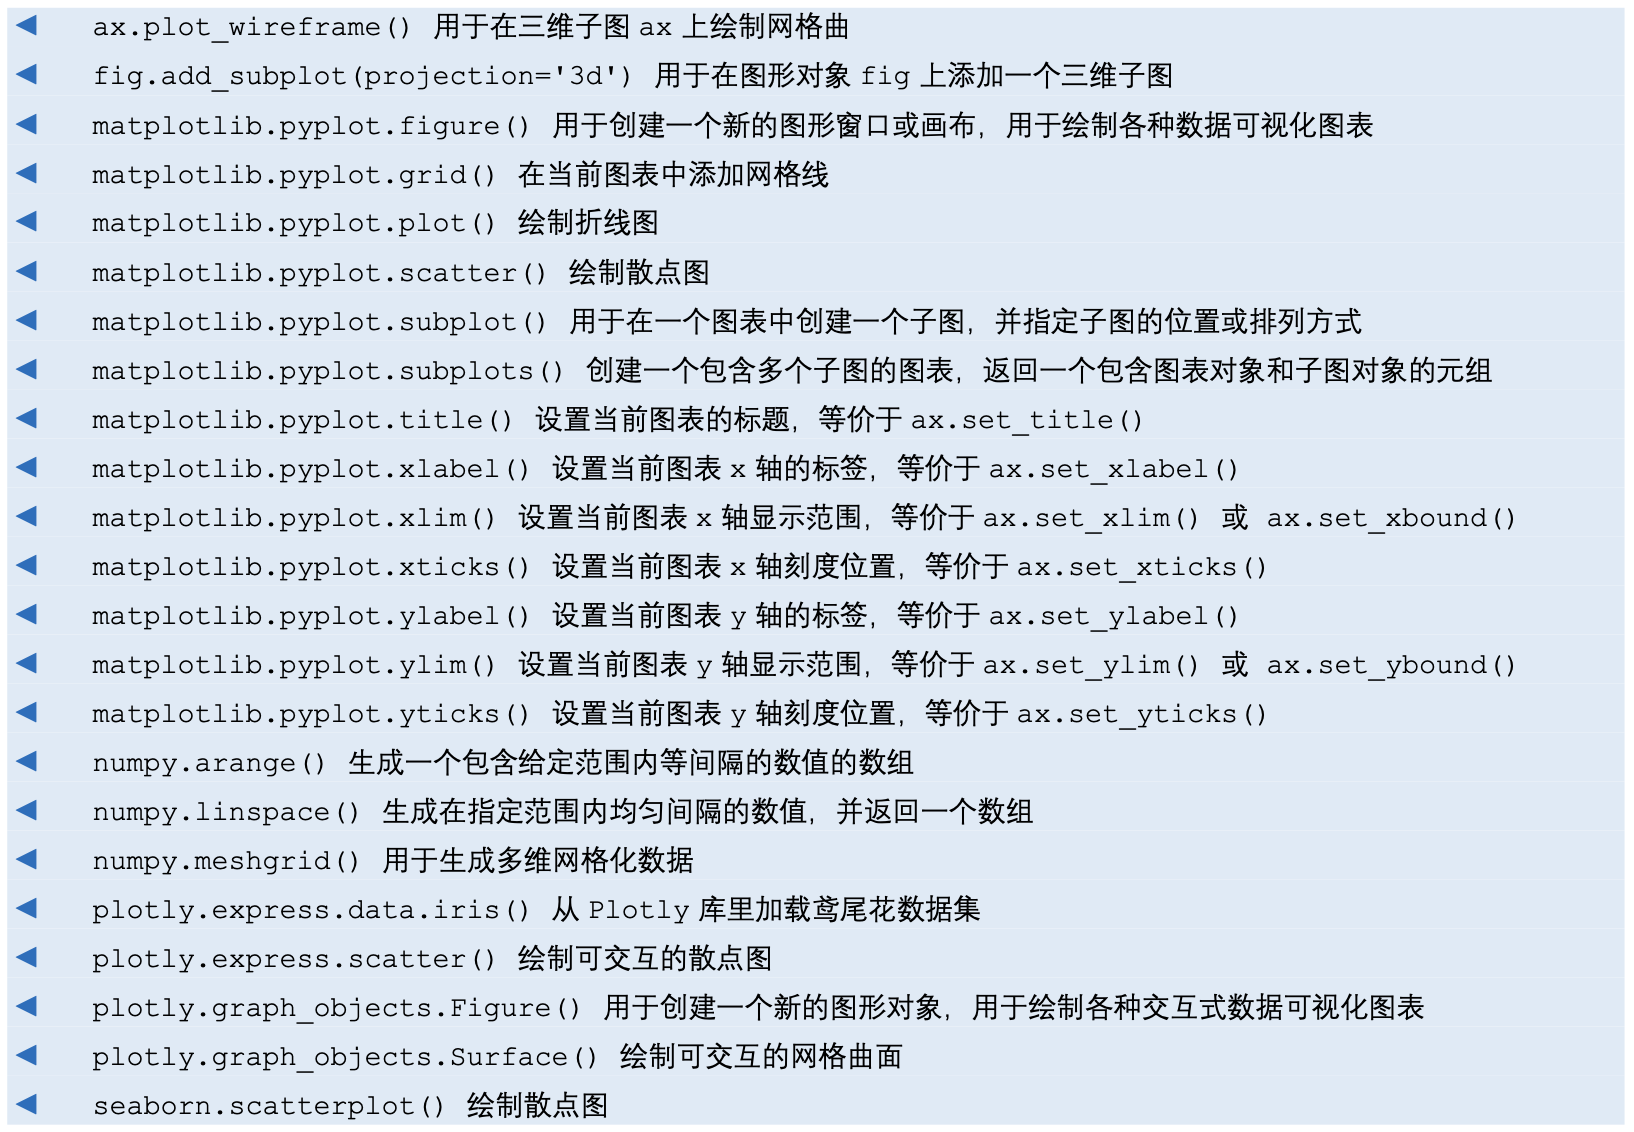 ax.plot_wireframe() 用于在三维子图 ax 上绘制网格曲
fig.add_subplot(projection='3d') 用于在图形对象 fig 上添加一个三维子图
matplotlib.pyplot.figure() 用于创建一个新的图形窗口或画布，用于绘制各种数据可视化图表
matplotlib.pyplot.grid() 在当前图表中添加网格线
matplotlib.pyplot.plot() 绘制折线图
matplotlib.pyplot.scatter() 绘制散点图
matplotlib.pyplot.subplot() 用于在一个图表中创建一个子图，并指定子图的位置或排列方式
matplotlib.pyplot.subplots() 创建一个包含多个子图的图表，返回一个包含图表对象和子图对象的元组
matplotlib.pyplot.title() 设置当前图表的标题，等价于 ax.set_title()
matplotlib.pyplot.xlabel() 设置当前图表 x 轴的标签，等价于 ax.set_xlabel()
matplotlib.pyplot.xlim() 设置当前图表 x 轴显示范围，等价于 ax.set_xlim() 或 ax.set_xbound()
matplotlib.pyplot.xticks() 设置当前图表 x 轴刻度位置，等价于 ax.set_xticks()
matplotlib.pyplot.ylabel() 设置当前图表 y 轴的标签，等价于 ax.set_ylabel()
matplotlib.pyplot.ylim() 设置当前图表 y 轴显示范围，等价于 ax.set_ylim() 或 ax.set_ybound()
matplotlib.pyplot.yticks() 设置当前图表 y 轴刻度位置，等价于 ax.set_yticks()
numpy.arange() 生成一个包含给定范围内等间隔的数值的数组
numpy.linspace() 生成在指定范围内均匀间隔的数值，并返回一个数组
numpy.meshgrid() 用于生成多维网格化数据
plotly.express.data.iris() 从 Plotly 库里加载鸢尾花数据集
plotly.express.scatter() 绘制可交互的散点图
plotly.graph_objects.Figure() 用于创建一个新的图形对象，用于绘制各种交互式数据可视化图表
plotly.graph_objects.Surface() 绘制可交互的网格曲面
seaborn.scatterplot() 绘制散点图